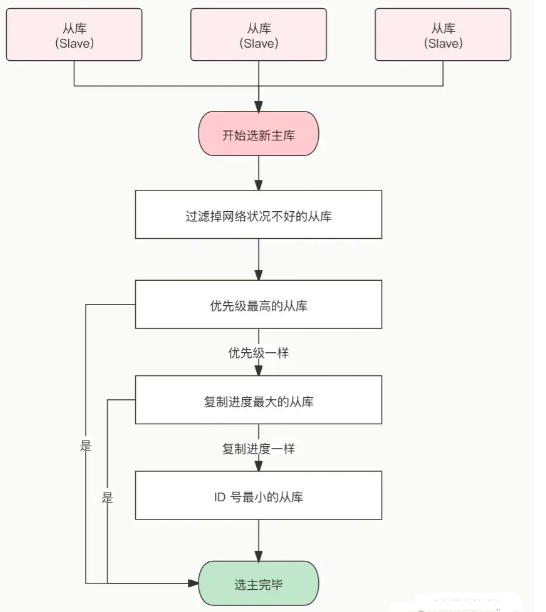 从库
(Slave)
从库
(Slave)
从库
(Slave)
开始选新主库
过滤掉网络状况不好的从库
优先级最高的从库
优先级一样
复制进度最大的从库
是
复制进度一样
是
ID 号最小的从库
选主完毕